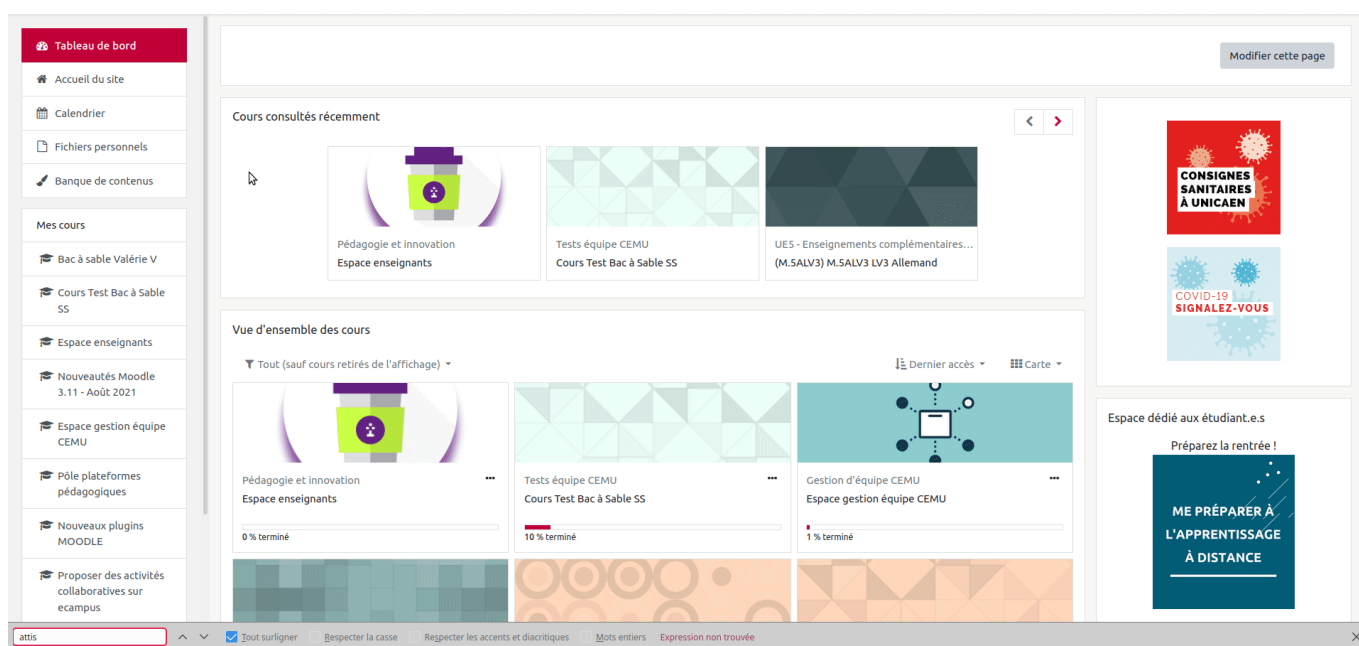 Tableau de bord
Accueil du site
Calendrier
Fichiers personnels
Banque de contenus
Mes cours
Bac à sable Valérie V
Cours Test Bac à Sable
SS
Espace enseignants
Nouveautés Moodle
3.11 - Août 2021
Espace gestion équipe
CEMU
Pôle plateformes
pédagogiques
Nouveaux plugins
MOODLE
Proposer des activités
collaboratives sur
ecampus
Modifier cette page
Cours consultés récemment
Pédagogie et innovation
Espace enseignants
Tests équipe CEMU
Cours Test Bac à Sable SS
UE5 - Enseignements complémentaires...
(M.5ALV3) M.5ALV3 LV3 Allemand
Vue d'ensemble des cours
Tout (sauf cours retirés de l'affichage)
Dernier accès
Carte
Pédagogie et innovation
Espace enseignants
0 % terminé
Tests équipe CEMU
Cours Test Bac à Sable SS
10 % terminé
Gestion d'équipe CEMU
Espace gestion équipe CEMU
1 % terminé
CONSIGNES
SANITAIRES
À UNICAEN
COVID-19
SIGNALEZ-VOUS
Espace dédié aux étudiant.e.s
Préparez la rentrée !
ME PRÉPARER À
L'APPRENTISSAGE
À DISTANCE
attis
Tout surligner
Respecter la casse
Respecter les accents et diacritiques
Mots entiers
Expression non trouvée